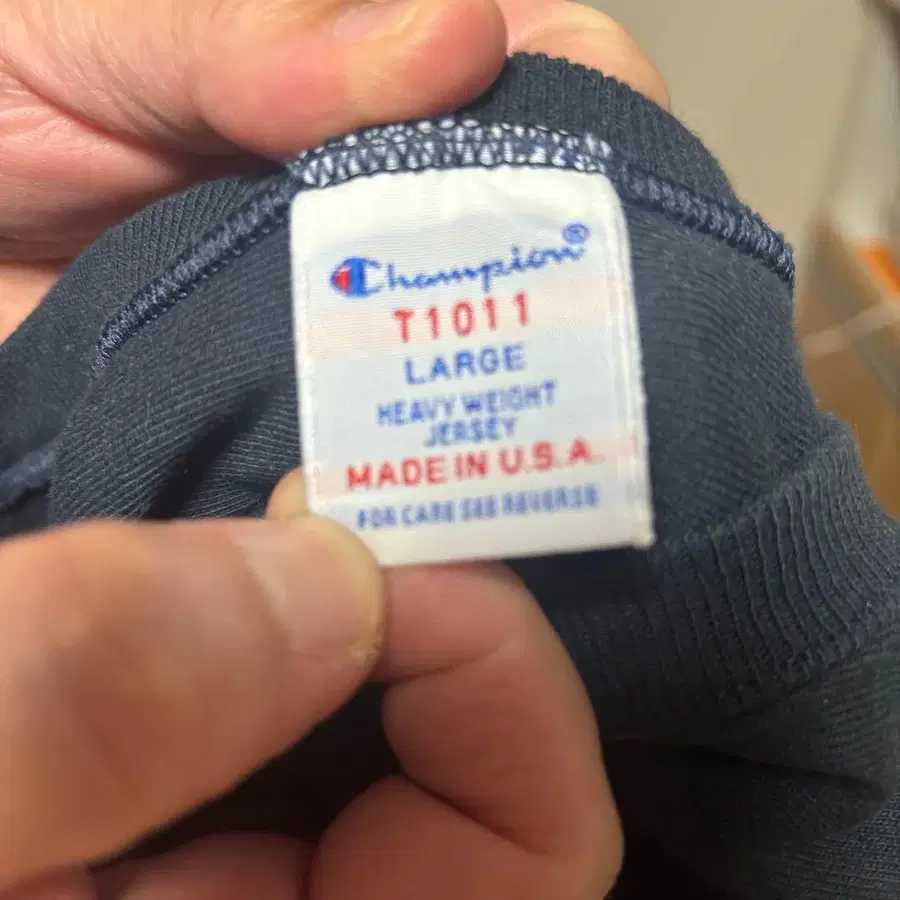 Champion®
T1011
LARGE
HEAVY WEIGHT
JERSEY
MADE IN U.S.A.
FOR CARE SEE REVERSE